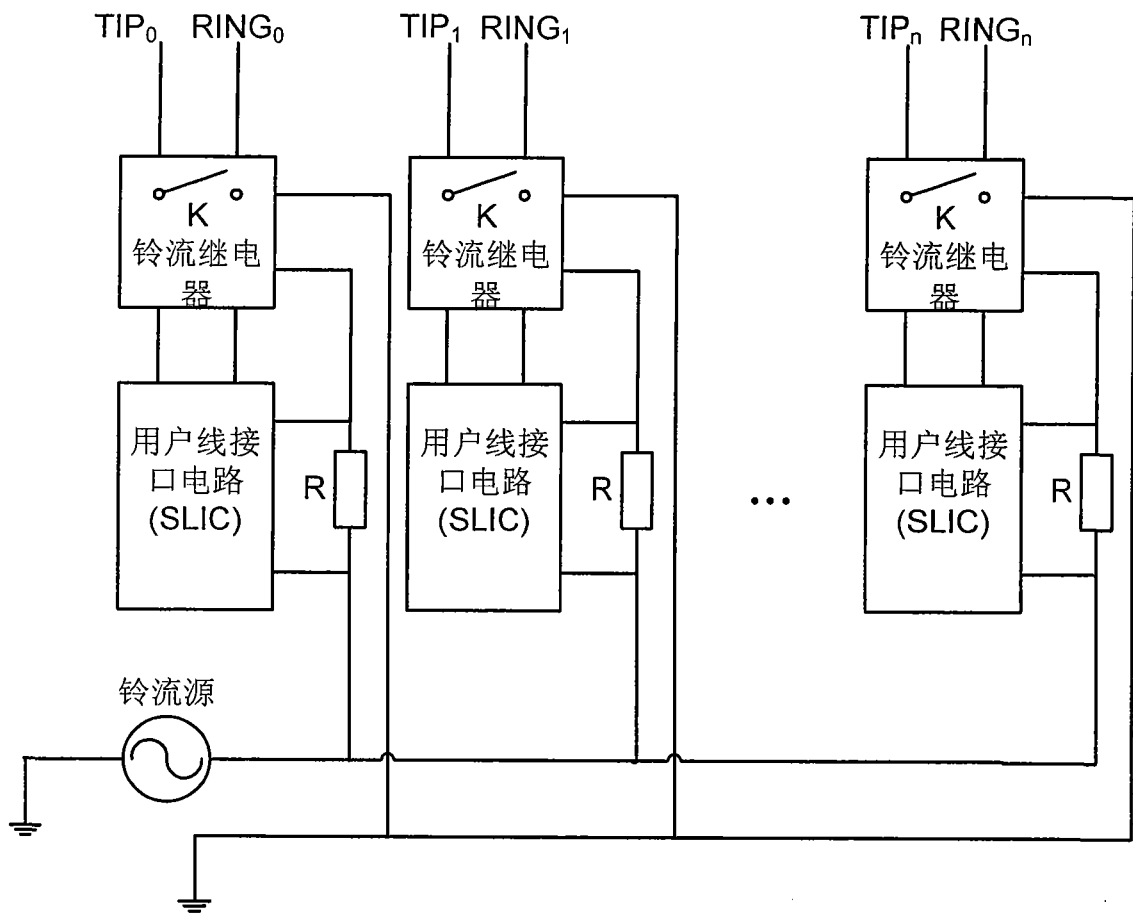 TIP₀ RING₀ TIP₁ RING₁ TIPₙ RINGₙ
K
铃流继电
器
K
铃流继电
器
K
铃流继电
器
用户线接
口电路
(SLIC)
R
用户线接
口电路
(SLIC)
R
...
用户线接
口电路
(SLIC)
R
铃流源